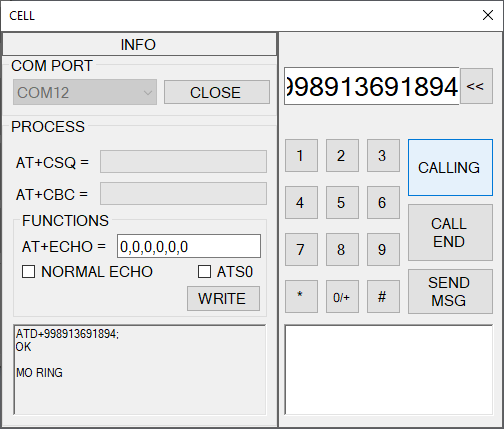 CELL
INFO
COM PORT
COM12
CLOSE
PROCESS
AT+CSQ =
AT+CBC =
FUNCTIONS
AT+ECHO = 0,0,0,0,0,0
NORMAL ECHO
ATS0
WRITE
ATD+998913691894;
OK
MO RING
998913691894
<<
1 2 3
CALLING
4 5 6
CALL
END
7 8 9
* 0/+ #
SEND
MSG